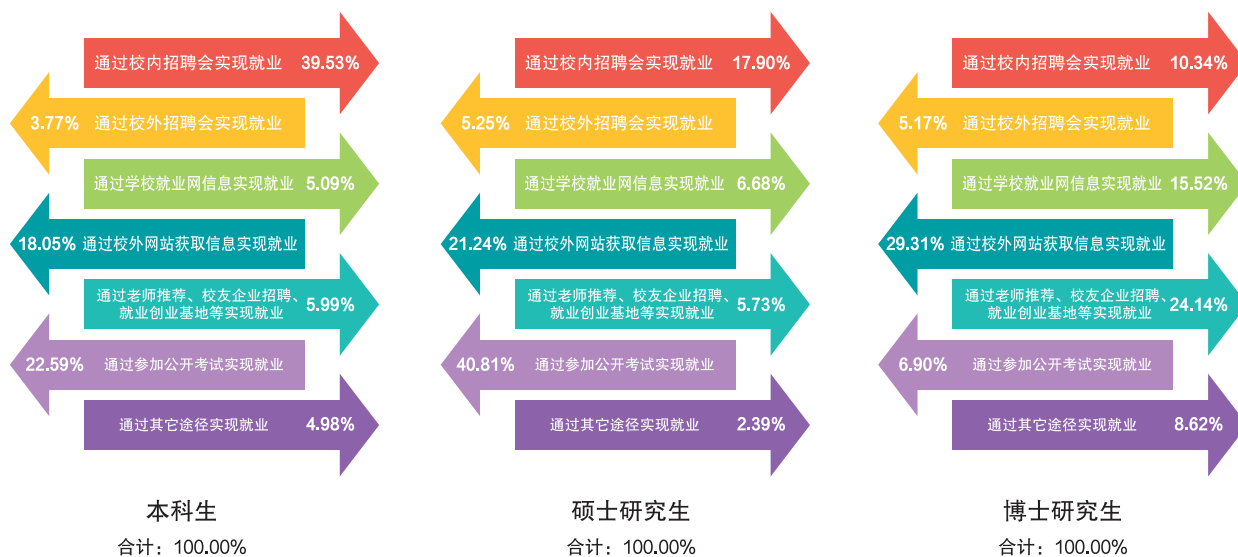 通过校内招聘会实现就业 39.53%
3.77% 通过校外招聘会实现就业
通过学校就业网信息实现就业 5.09%
18.05% 通过校外网站获取信息实现就业
通过老师推荐、校友企业招聘、
就业创业基地等实现就业 5.99%
22.59% 通过参加公开考试实现就业
通过其它途径实现就业 4.98%
本科生
合计：100.00%
通过校内招聘会实现就业 17.90%
5.25% 通过校外招聘会实现就业
通过学校就业网信息实现就业 6.68%
21.24% 通过校外网站获取信息实现就业
通过老师推荐、校友企业招聘、
就业创业基地等实现就业 5.73%
40.81% 通过参加公开考试实现就业
通过其它途径实现就业 2.39%
硕士研究生
合计：100.00%
通过校内招聘会实现就业 10.34%
5.17% 通过校外招聘会实现就业
通过学校就业网信息实现就业 15.52%
29.31% 通过校外网站获取信息实现就业
通过老师推荐、校友企业招聘、
就业创业基地等实现就业 24.14%
6.90% 通过参加公开考试实现就业
通过其它途径实现就业 8.62%
博士研究生
合计：100.00%